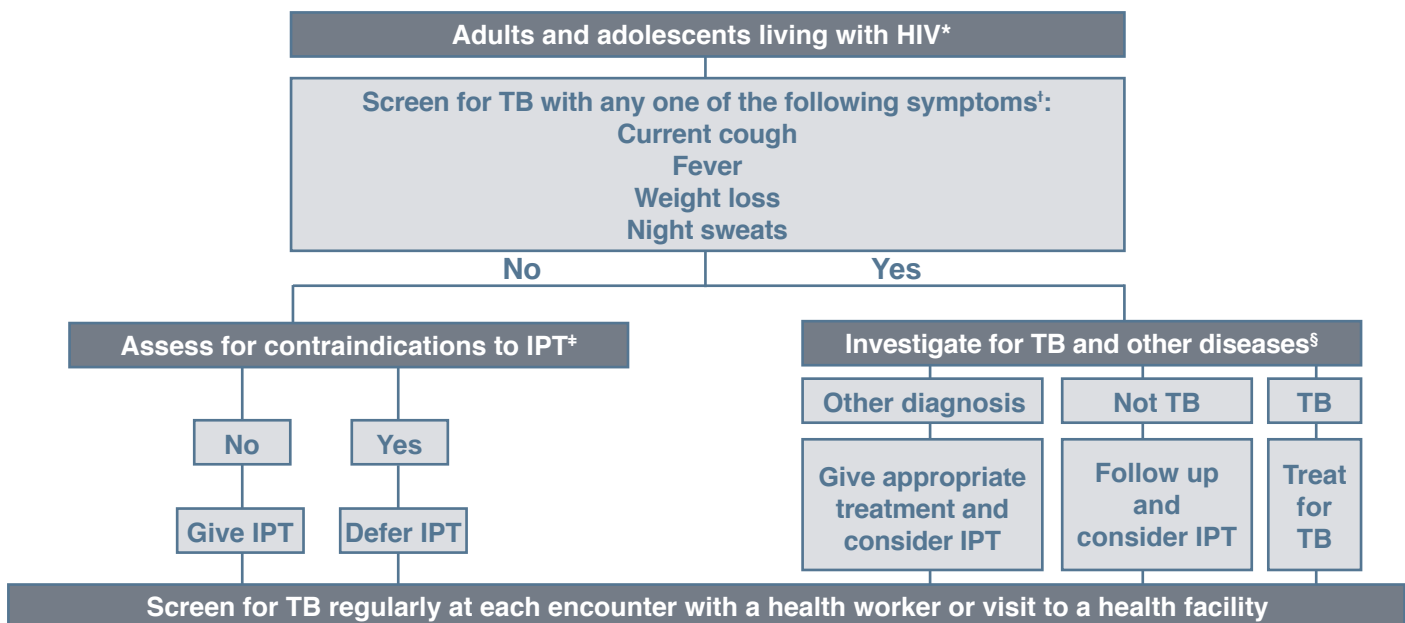 Adults and adolescents living with HIV*
Screen for TB with any one of the following symptoms†:
Current cough
Fever
Weight loss
Night sweats
No
Yes
Assess for contraindications to IPT‡
No
Yes
Give IPT
Defer IPT
Investigate for TB and other diseases§
Other diagnosis
Not TB
TB
Give appropriate
treatment and
consider IPT
Follow up
and
consider IPT
Treat
for
TB
Screen for TB regularly at each encounter with a health worker or visit to a health facility